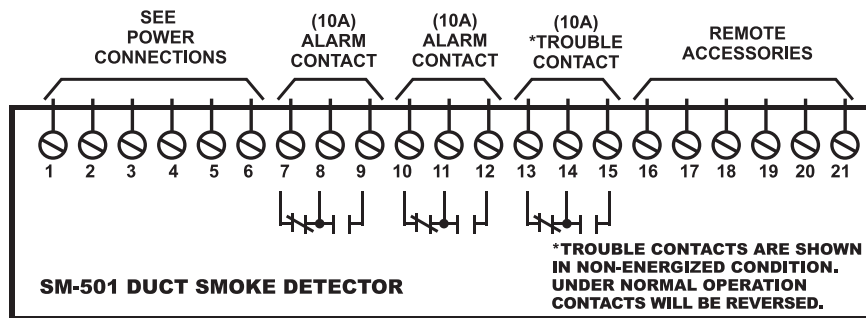 SEE
POWER
CONNECTIONS
(10A)
ALARM
CONTACT
(10A)
ALARM
CONTACT
(10A)
*TROUBLE
CONTACT
REMOTE
ACCESSORIES
1 2 3 4 5 6 7 8 9 10 11 12 13 14 15 16 17 18 19 20 21
*TROUBLE CONTACTS ARE SHOWN
IN NON-ENERGIZED CONDITION.
UNDER NORMAL OPERATION
CONTACTS WILL BE REVERSED.
SM-501 DUCT SMOKE DETECTOR